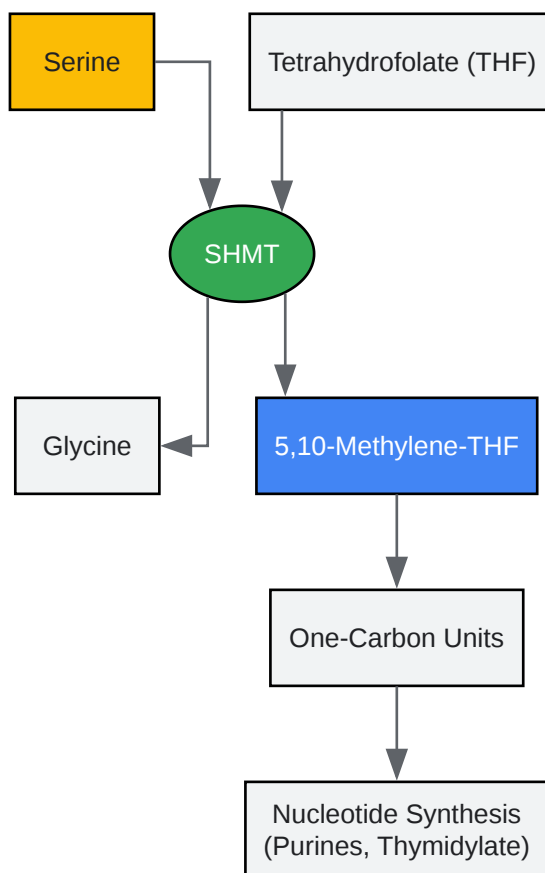 Serine
Tetrahydrofolate (THF)
SHMT
Glycine
5,10-Methylene-THF
One-Carbon Units
Nucleotide Synthesis
(Purines, Thymidylate)